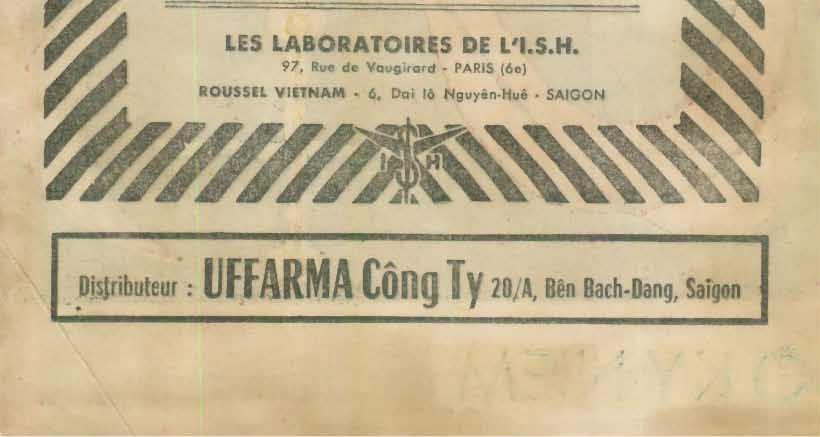 LES LABORATOIRES DE L'I.S.H.
97, Rue de Vaugirard - PARIS (6e)
ROUSSEL VIETNAM - 6, Dai lô Nguyên-Huê - SAIGON
I S H
Distributeur : UFFARMA Công Ty 20/A, Bên Bach-Dang, Saigon